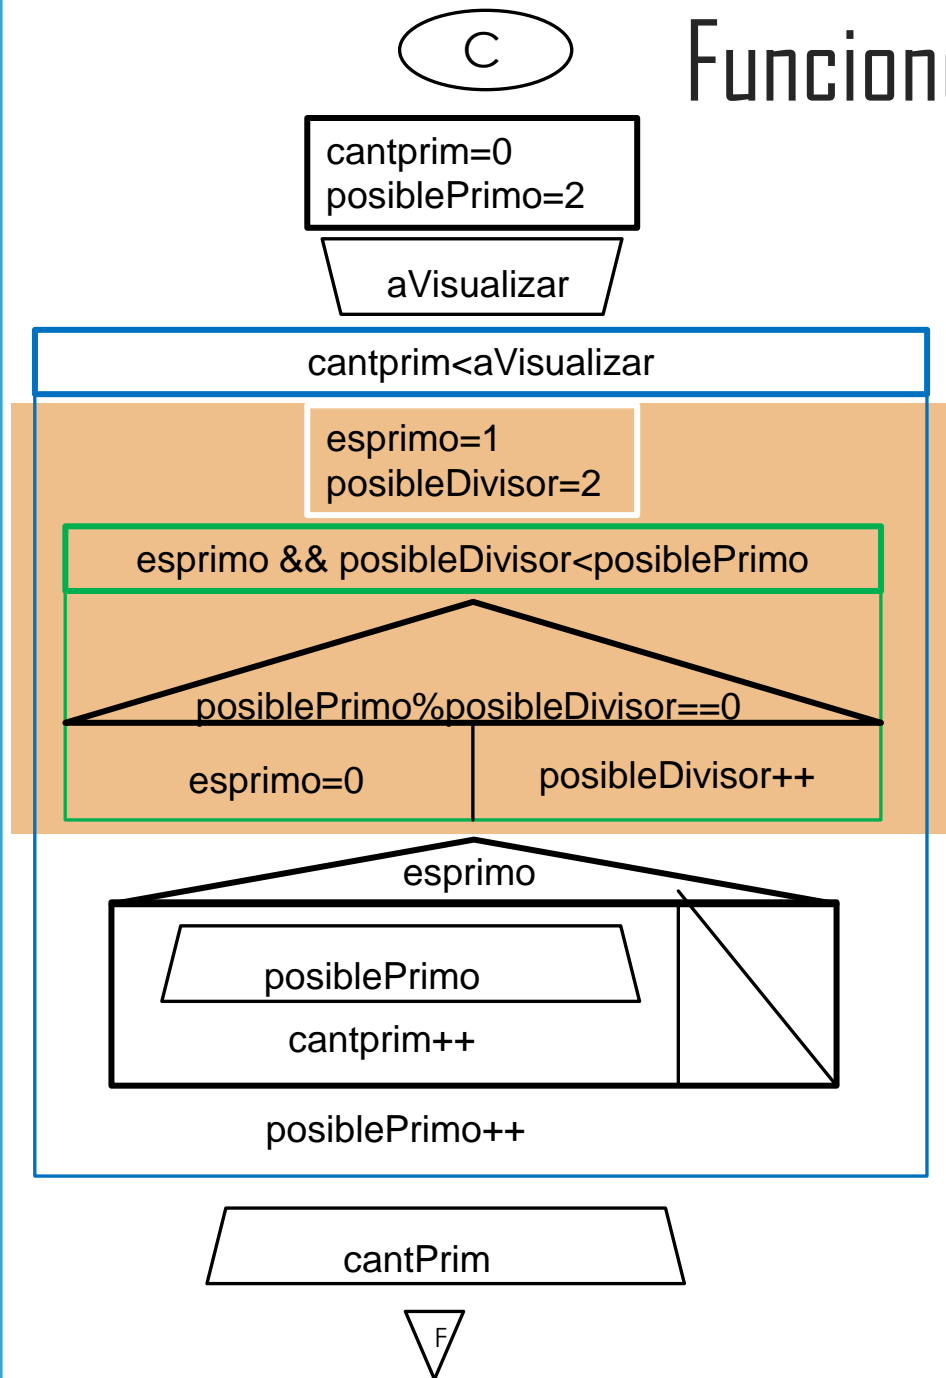 C
Funcion
cantprim=0
posiblePrimo=2
aVisualizar
cantprim<aVisualizar
esprimo=1
posibleDivisor=2
esprimo && posibleDivisor<posiblePrimo
posiblePrimo%posibleDivisor==0
esprimo=0
posibleDivisor++
esprimo
posiblePrimo
cantprim++
posiblePrimo++
cantPrim
F